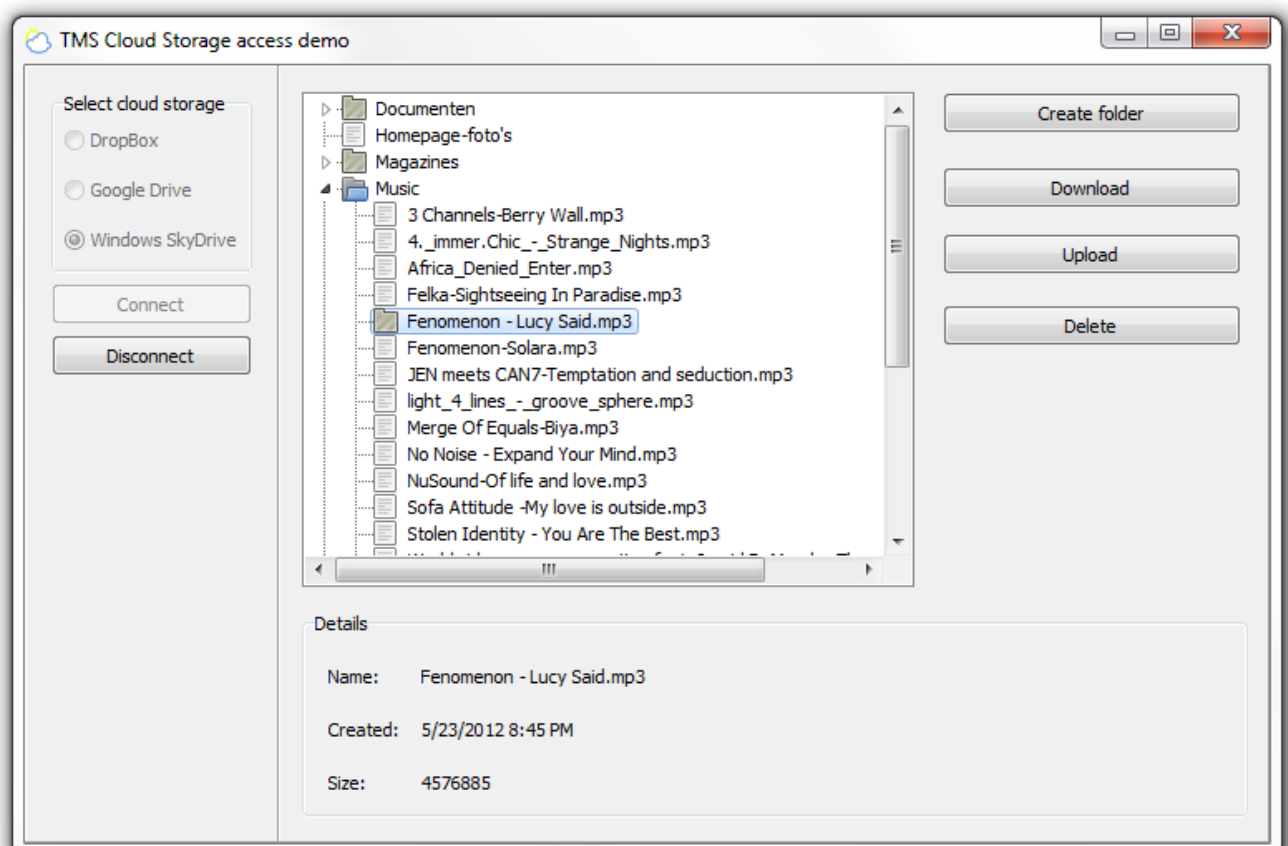 TMS Cloud Storage access demo
Select cloud storage
DropBox
Google Drive
Windows SkyDrive
Connect
Disconnect
Documenten
Homepage-foto's
Magazines
Music
3 Channels-Berry Wall.mp3
4._immer.Chic_-_Strange_Nights.mp3
Africa_Denied_Enter.mp3
Felka-Sightseeing In Paradise.mp3
Fenomenon - Lucy Said.mp3
Fenomenon-Solara.mp3
JEN meets CAN7-Temptation and seduction.mp3
light_4_lines_-_groove_sphere.mp3
Merge Of Equals-Biya.mp3
No Noise - Expand Your Mind.mp3
NuSound-Of life and love.mp3
Sofa Attitude -My love is outside.mp3
Stolen Identity - You Are The Best.mp3
Create folder
Download
Upload
Delete
Details
Name: Fenomenon - Lucy Said.mp3
Created: 5/23/2012 8:45 PM
Size: 4576885